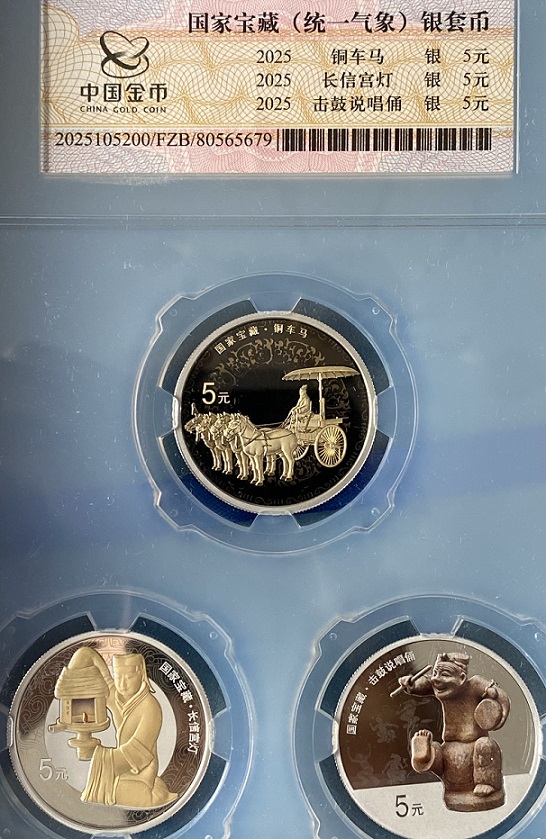 国家宝藏（统一气象）银套币
中国金币
CHINA GOLD COIN
2025 铜车马 银 5元
2025 长信宫灯 银 5元
2025 击鼓说唱俑 银 5元
2025105200/FZB/80565679
国家宝藏·铜车马
5元
国家宝藏·长信宫灯
5元
国家宝藏·击鼓说唱俑
5元